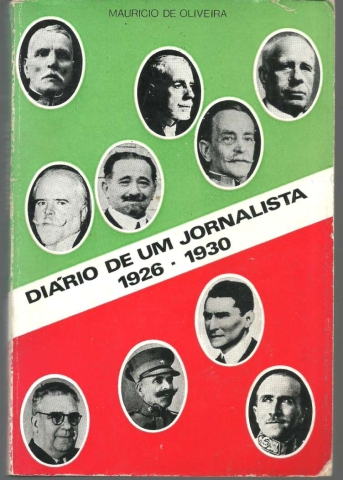 MAURICIO DE OLIVEIRA
DIÁRIO DE UM JORNALISTA
1926 - 1930